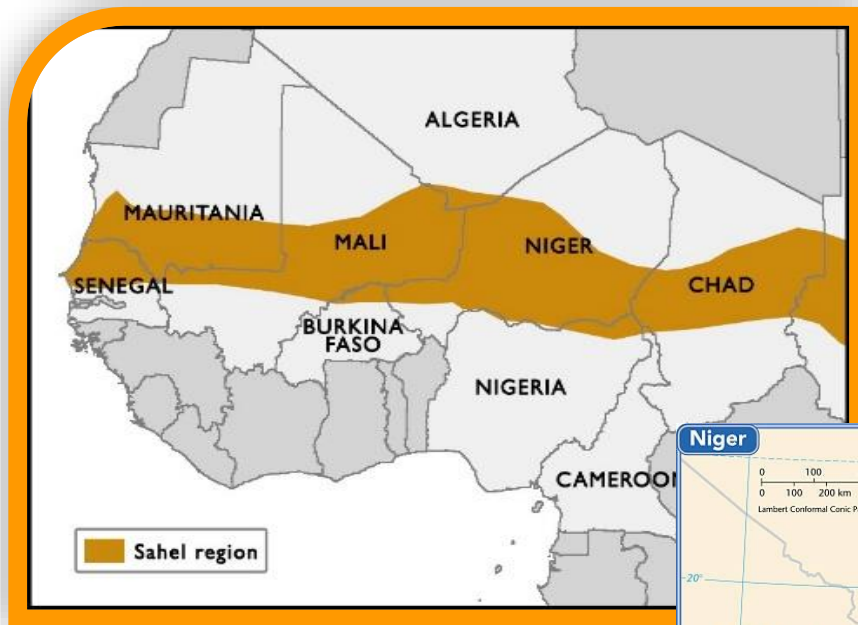 ALGERIA
MAURITANIA
MALI
NIGER
CHAD
SENEGAL
BURKINA
FASO
NIGERIA
CAMEROON
Sahel region
Niger
0 100
0 100 200 km
Lambert Conformal Conic P
20°